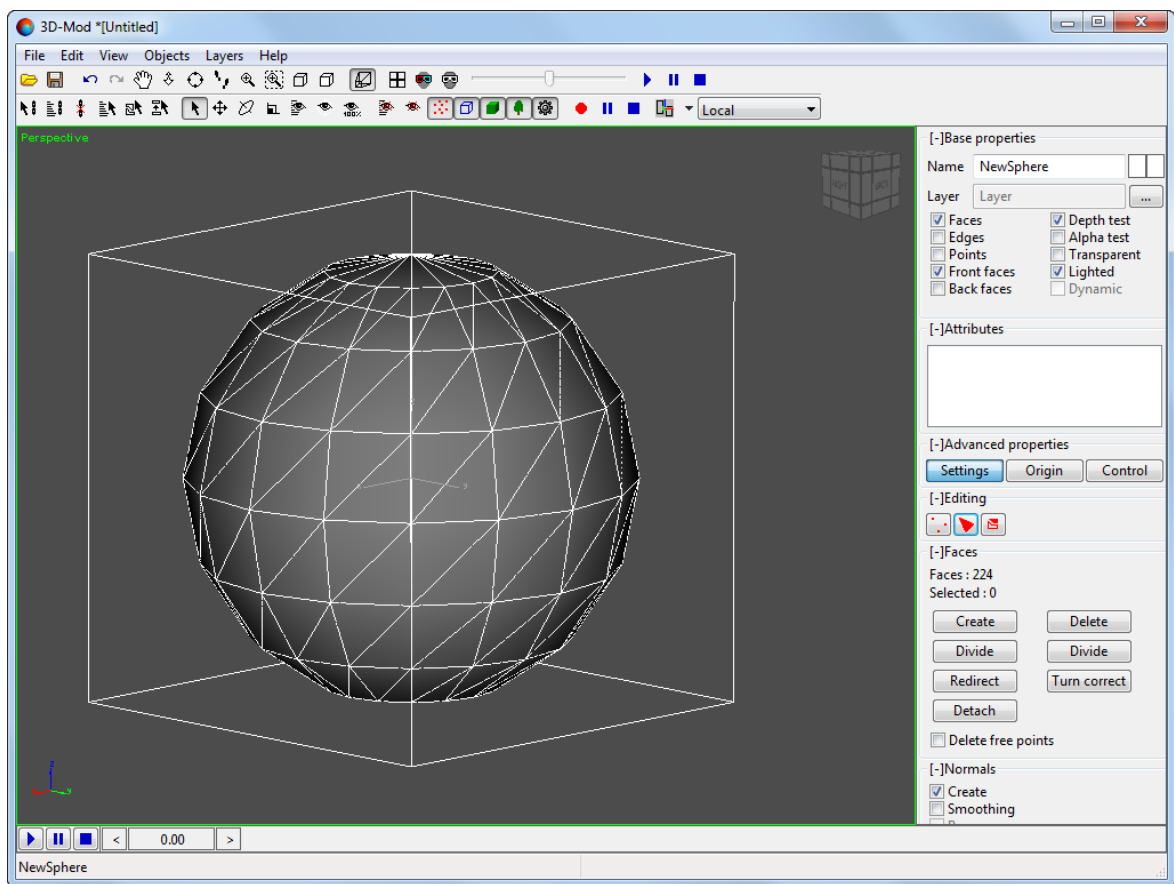 3D-Mod *[Untitled]
File Edit View Objects Layers Help
100%
Local
Perspective
[-]Base properties
Name NewSphere
Layer Layer ...
Faces Depth test
Edges Alpha test
Points Transparent
Front faces Lighted
Back faces Dynamic
[-]Attributes
[-]Advanced properties
Settings Origin Control
[-]Editing
[-]Faces
Faces : 224
Selected : 0
Create Delete
Divide Divide
Redirect Turn correct
Detach
Delete free points
[-]Normals
Create
Smoothing
z
y
< 0.00 >
NewSphere